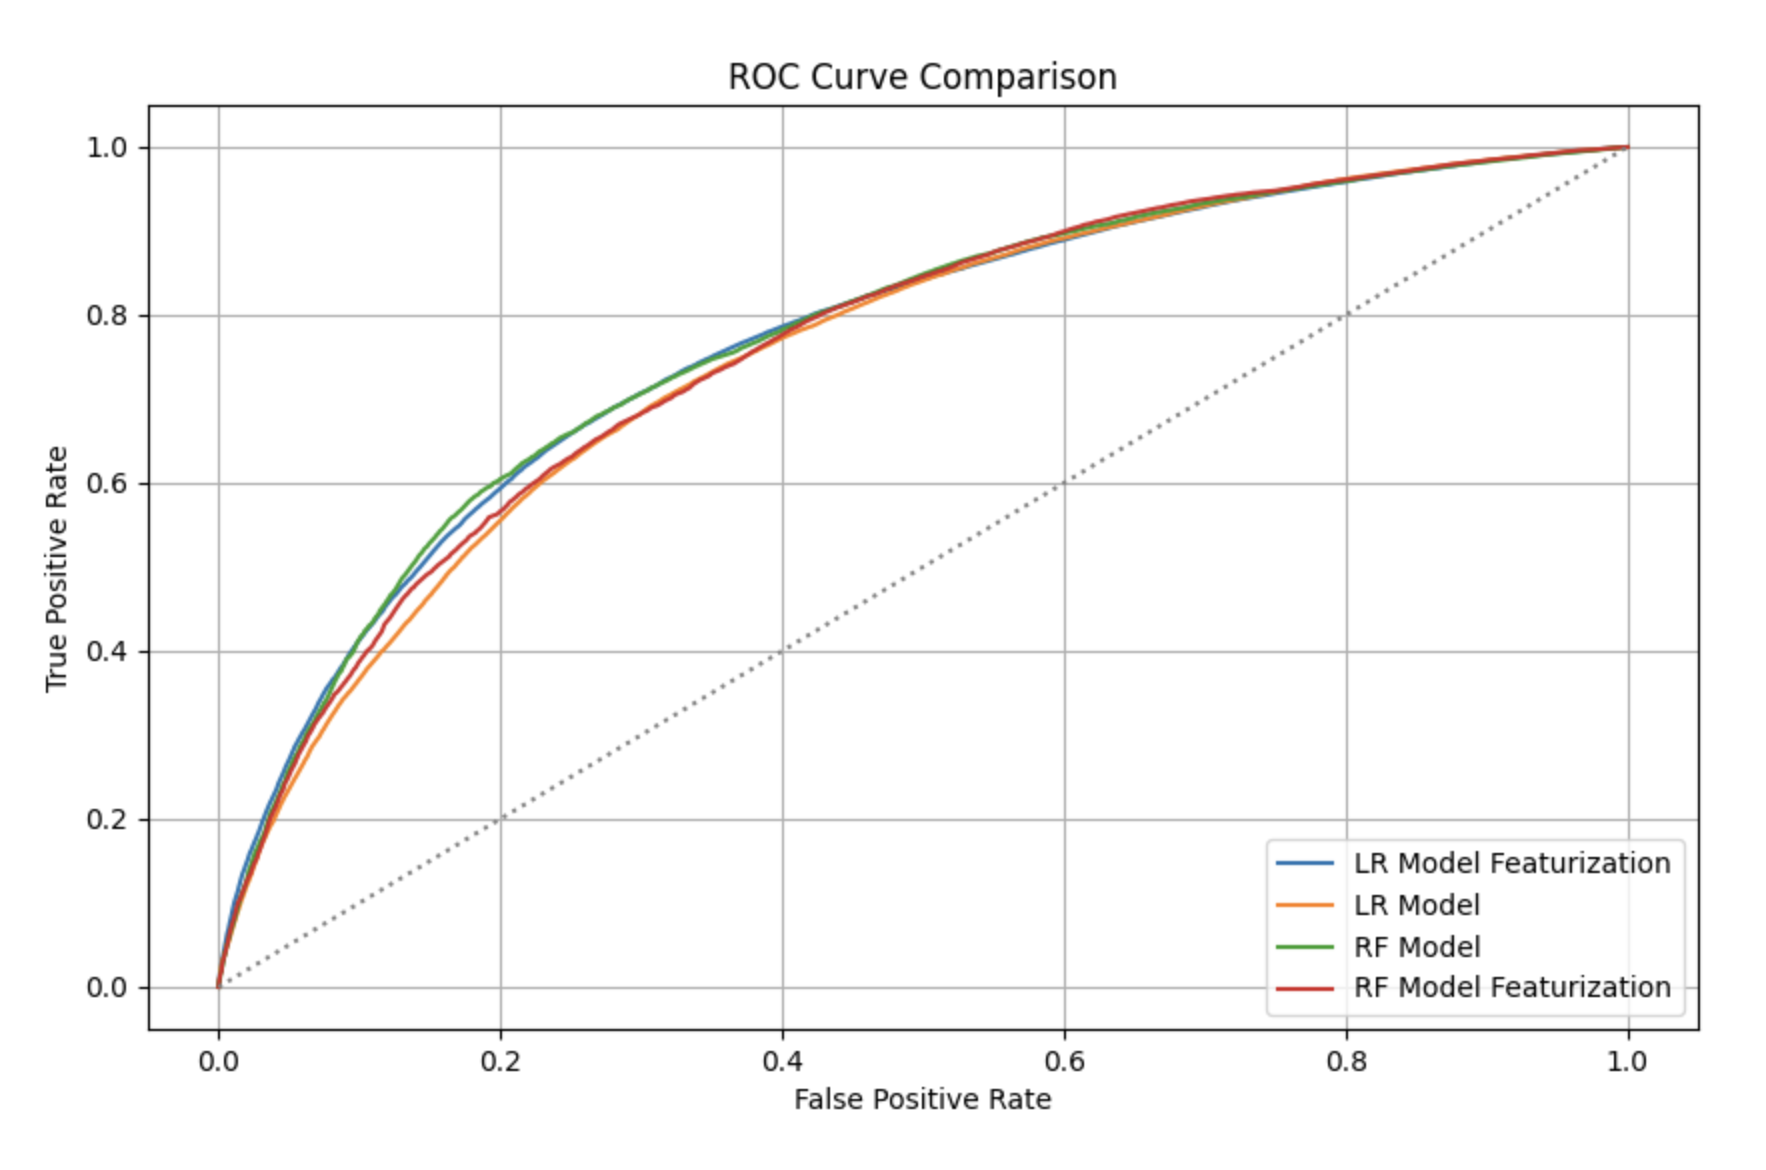 ROC Curve Comparison
1.0
0.8
0.6
0.4
0.2
0.0
True Positive Rate
0.0 0.2 0.4 0.6 0.8 1.0
False Positive Rate
LR Model Featurization
LR Model
RF Model
RF Model Featurization